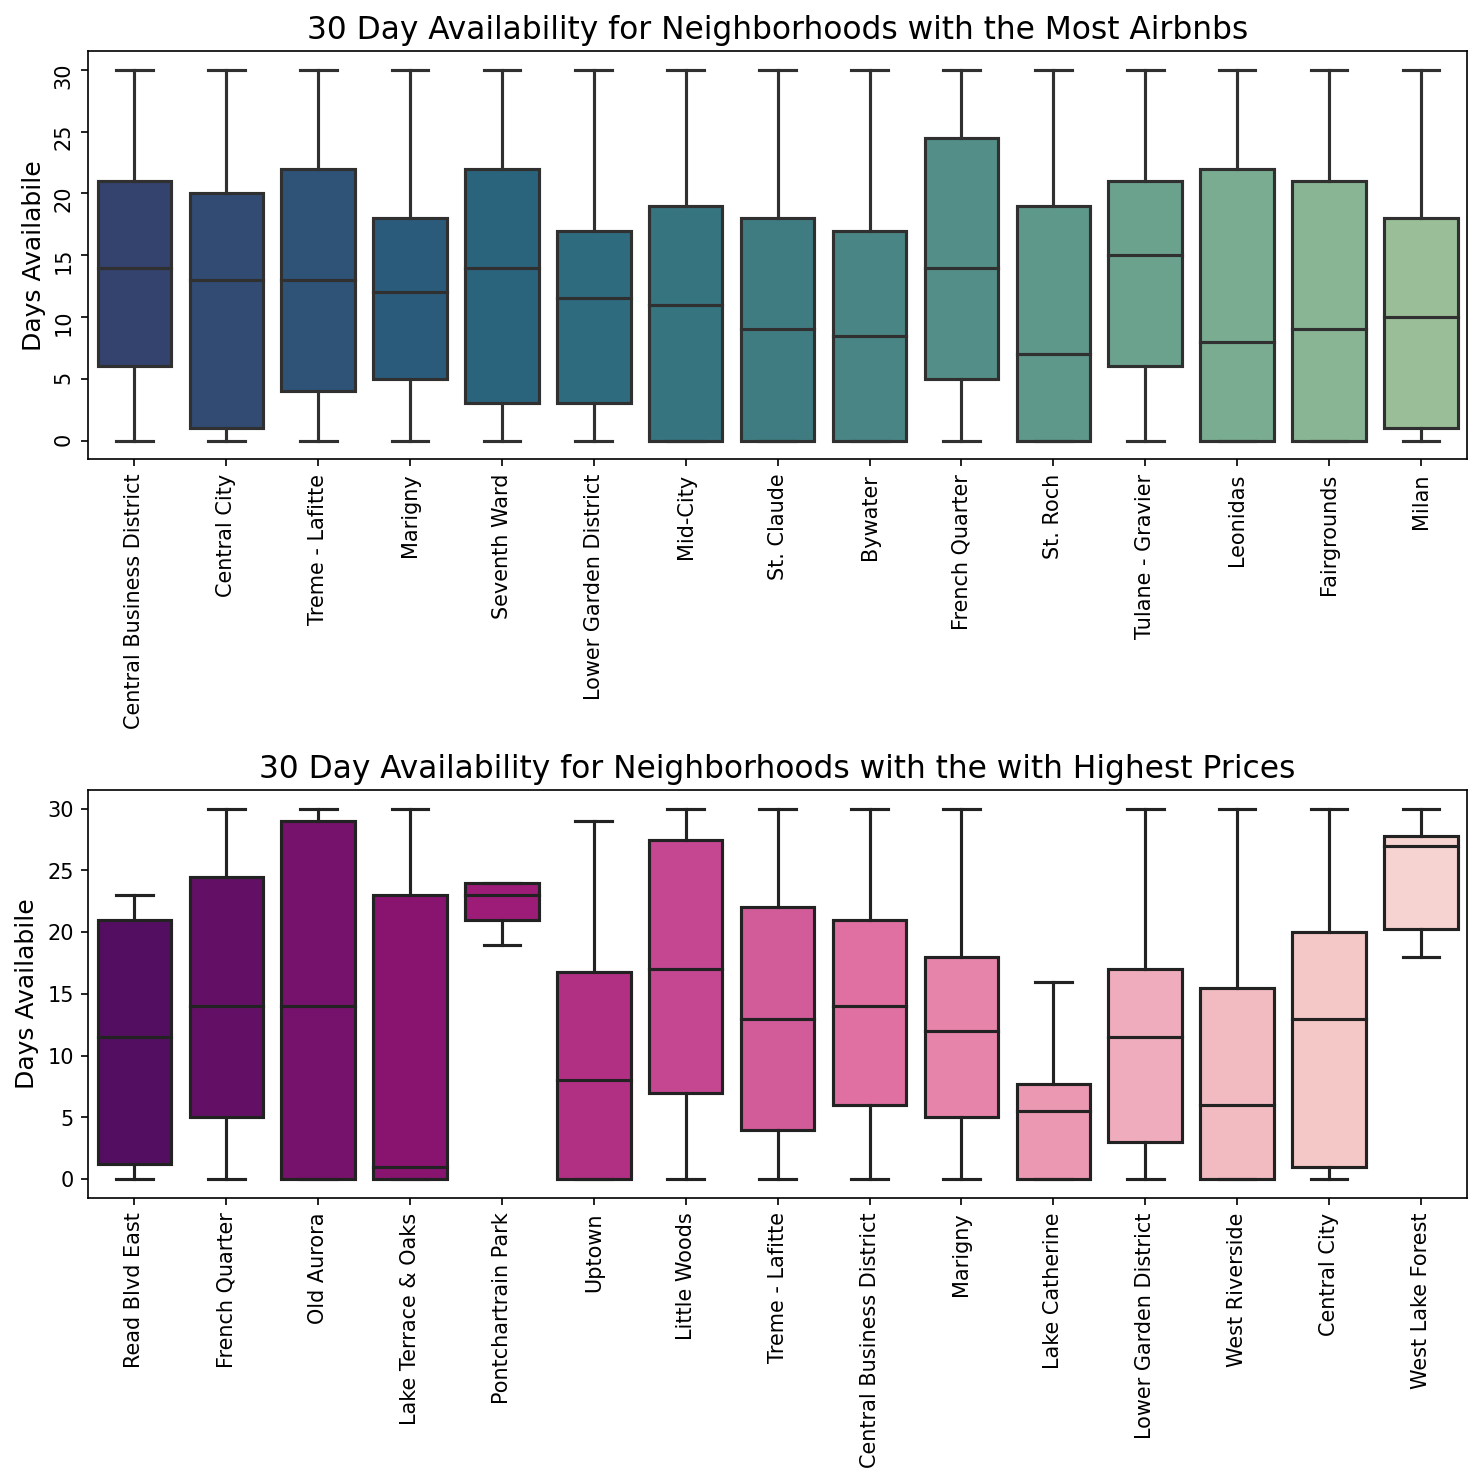 30 Day Availability for Neighborhoods with the Most Airbnbs
Days Availabile
30
25
20
15
10
5
0
Central Business District
Central City
Treme - Lafitte
Marigny
Seventh Ward
Lower Garden District
Mid-City
St. Claude
Bywater
French Quarter
St. Roch
Tulane - Gravier
Leonidas
Fairgrounds
Milan
30 Day Availability for Neighborhoods with the with Highest Prices
Days Availabile
30
25
20
15
10
5
0
Read Blvd East
French Quarter
Old Aurora
Lake Terrace & Oaks
Pontchartrain Park
Uptown
Little Woods
Treme - Lafitte
Central Business District
Marigny
Lake Catherine
Lower Garden District
West Riverside
Central City
West Lake Forest